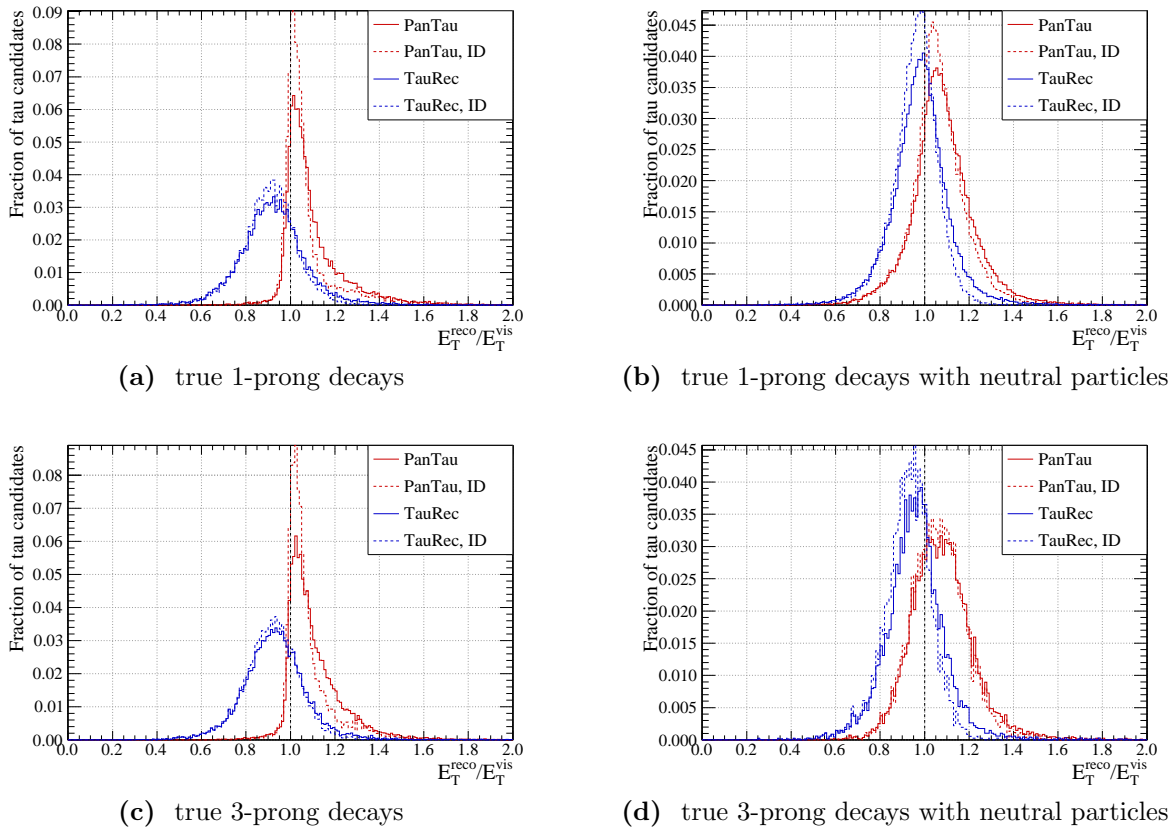 Fraction of tau candidates
0.09
0.08
0.07
0.06
0.05
0.04
0.03
0.02
0.01
0.00
0.0 0.2 0.4 0.6 0.8 1.0 1.2 1.4 1.6 1.8 2.0
E_T^reco/E_T^vis
PanTau
PanTau, ID
TauRec
TauRec, ID
(a) true 1-prong decays
Fraction of tau candidates
0.045
0.040
0.035
0.030
0.025
0.020
0.015
0.010
0.005
0.000
0.0 0.2 0.4 0.6 0.8 1.0 1.2 1.4 1.6 1.8 2.0
E_T^reco/E_T^vis
PanTau
PanTau, ID
TauRec
TauRec, ID
(b) true 1-prong decays with neutral particles
Fraction of tau candidates
0.08
0.07
0.06
0.05
0.04
0.03
0.02
0.01
0.00
0.0 0.2 0.4 0.6 0.8 1.0 1.2 1.4 1.6 1.8 2.0
E_T^reco/E_T^vis
PanTau
PanTau, ID
TauRec
TauRec, ID
(c) true 3-prong decays
Fraction of tau candidates
0.045
0.040
0.035
0.030
0.025
0.020
0.015
0.010
0.005
0.000
0.0 0.2 0.4 0.6 0.8 1.0 1.2 1.4 1.6 1.8 2.0
E_T^reco/E_T^vis
PanTau
PanTau, ID
TauRec
TauRec, ID
(d) true 3-prong decays with neutral particles